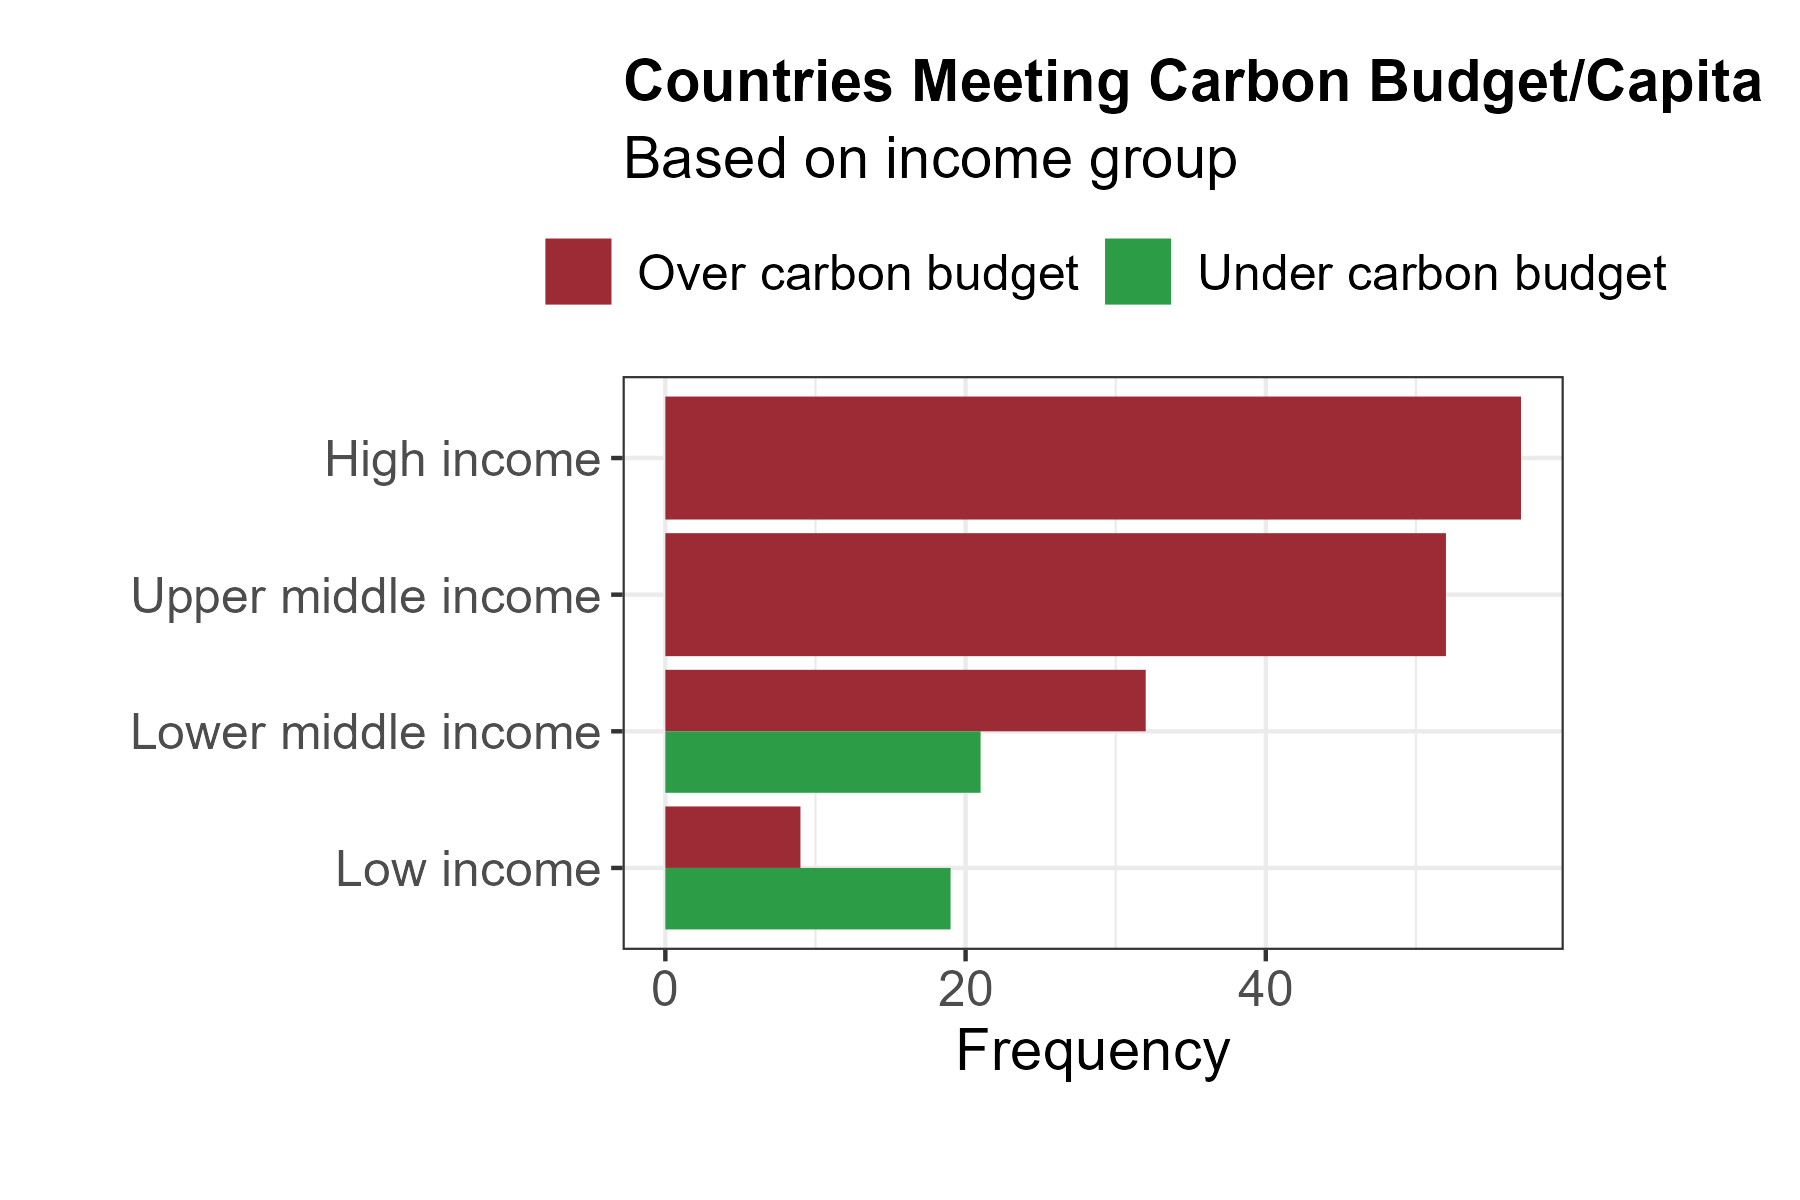 Countries Meeting Carbon Budget/Capita
Based on income group
Over carbon budget Under carbon budget
High income
Upper middle income
Lower middle income
Low income
0 20 40
Frequency